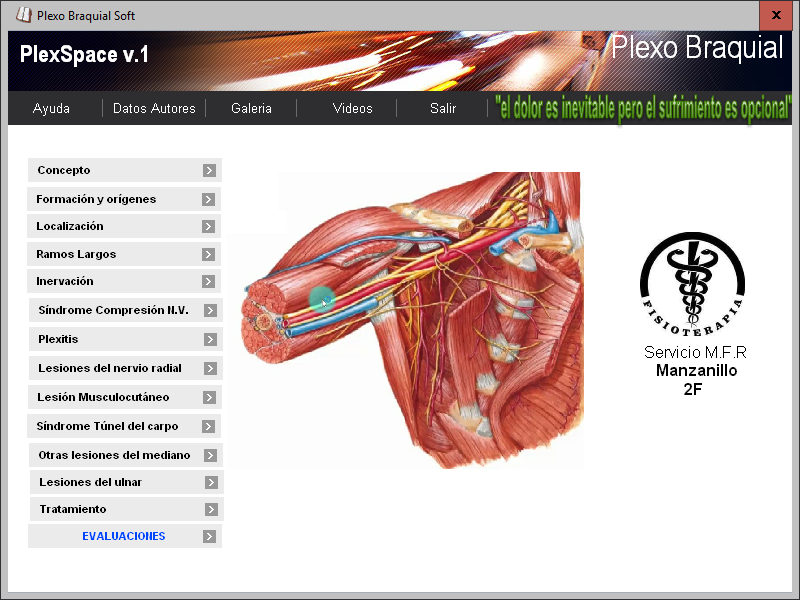 Plexo Braquial Soft
x
PlexSpace v.1
Plexo Braquial
Ayuda
Datos Autores
Galeria
Videos
Salir
"el dolor es inevitable pero el sufrimiento es opcional"
Concepto
Formación y orígenes
Localización
Ramos Largos
Inervación
Síndrome Compresión N.V.
Plexitis
Lesiones del nervio radial
Lesión Musculocutáneo
Síndrome Túnel del carpo
Otras lesiones del mediano
Lesiones del ulnar
Tratamiento
EVALUACIONES
FISIOTERAPIA
Servicio M.F.R
Manzanillo
2F